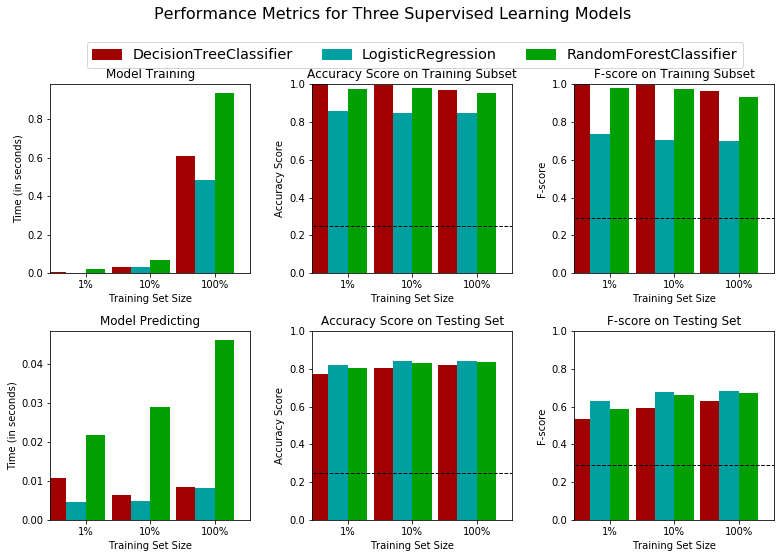 Performance Metrics for Three Supervised Learning Models
DecisionTreeClassifier LogisticRegression RandomForestClassifier
Model Training
Time (in seconds)
0.8
0.6
0.4
0.2
0.0
1% 10% 100%
Training Set Size
Accuracy Score on Training Subset
Accuracy Score
1.0
0.8
0.6
0.4
0.2
0.0
1% 10% 100%
Training Set Size
F-score on Training Subset
F-score
1.0
0.8
0.6
0.4
0.2
0.0
1% 10% 100%
Training Set Size
Model Predicting
Time (in seconds)
0.04
0.03
0.02
0.01
0.00
1% 10% 100%
Training Set Size
Accuracy Score on Testing Set
Accuracy Score
1.0
0.8
0.6
0.4
0.2
0.0
1% 10% 100%
Training Set Size
F-score on Testing Set
F-score
1.0
0.8
0.6
0.4
0.2
0.0
1% 10% 100%
Training Set Size